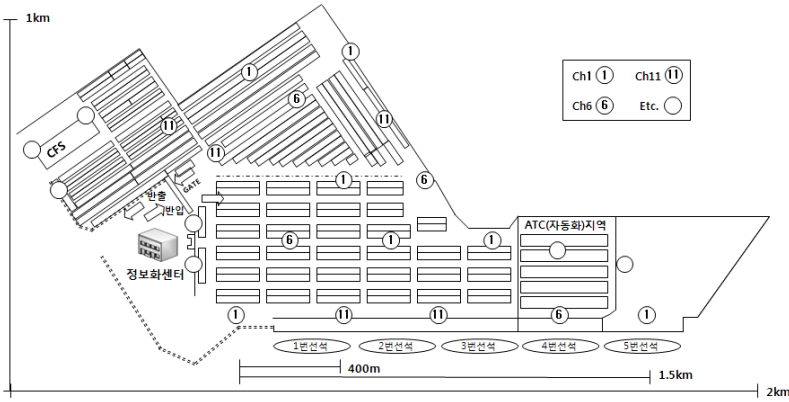 1km
1
1
Ch1 1 Ch11 11
Ch6 6 Etc.
6
11
11
11
CFS
1
6
GATE
반출
반입
ATC(자동화)지역
6
1
1
정보화센터
1
11
11
6
1
1번선석
2번선석
3번선석
4번선석
5번선석
400m
1.5km
2km